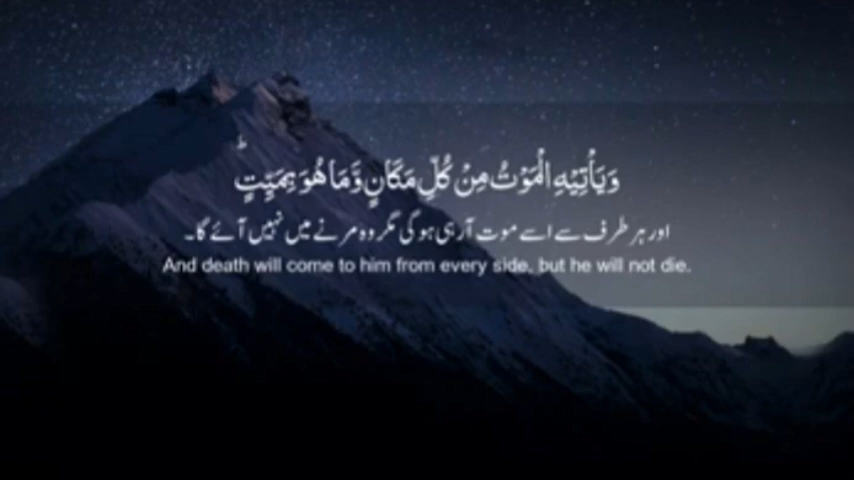 وَيَأْتِيْهِ الْمَوْتُ مِنْ كُلِّ مَكَانٍ وَّمَا هُوَ بِمَيِّتٍ ؕ
اور ہر طرف سے اسے موت آ رہی ہو گی مگر وہ مرنے میں نہیں آئے گا۔
And death will come to him from every side, but he will not die.